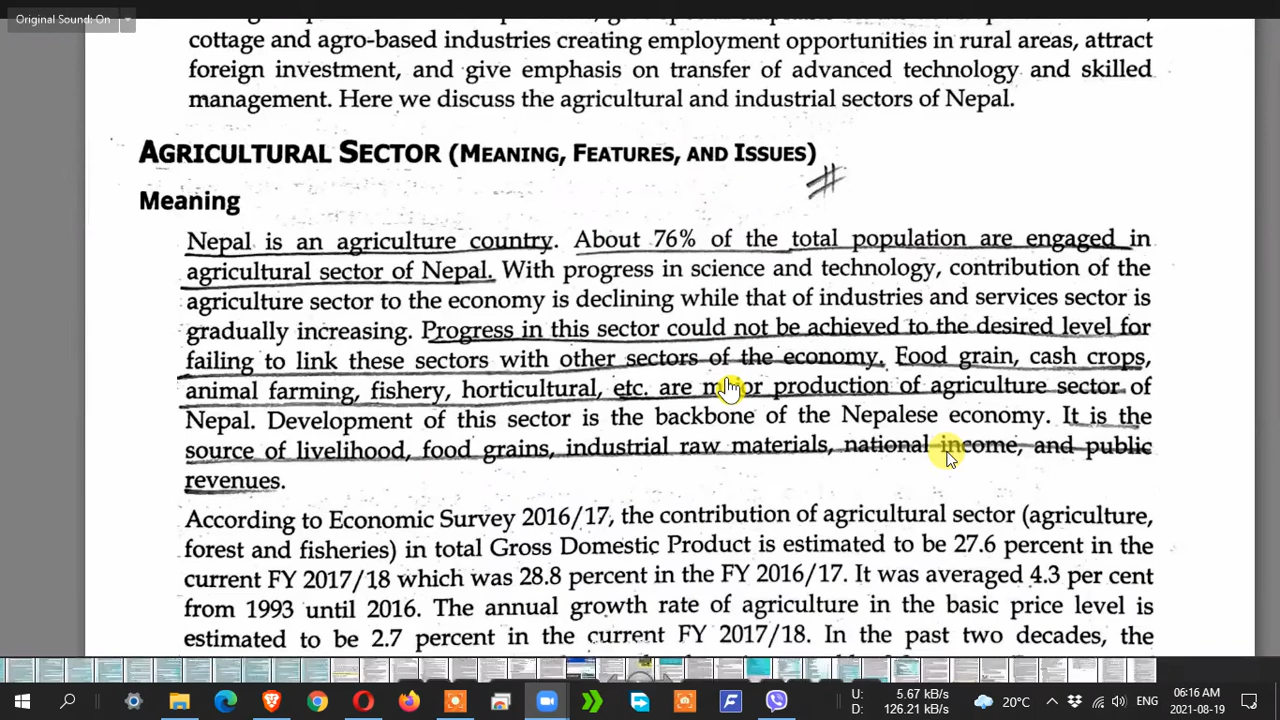 Original Sound: On
cottage and agro-based industries creating employment opportunities in rural areas, attract
foreign investment, and give emphasis on transfer of advanced technology and skilled
management. Here we discuss the agricultural and industrial sectors of Nepal.
AGRICULTURAL SECTOR (MEANING, FEATURES, AND ISSUES)
Meaning
Nepal is an agriculture country. About 76% of the total population are engaged in
agricultural sector of Nepal. With progress in science and technology, contribution of the
agriculture sector to the economy is declining while that of industries and services sector is
gradually increasing. Progress in this sector could not be achieved to the desired level for
failing to link these sectors with other sectors of the economy. Food grain, cash crops,
animal farming, fishery, horticultural, etc. are major production of agriculture sector of
Nepal. Development of this sector is the backbone of the Nepalese economy. It is the
source of livelihood, food grains, industrial raw materials, national income, and public
revenues.
According to Economic Survey 2016/17, the contribution of agricultural sector (agriculture,
forest and fisheries) in total Gross Domestic Product is estimated to be 27.6 percent in the
current FY 2017/18 which was 28.8 percent in the FY 2016/17. It was averaged 4.3 per cent
from 1993 until 2016. The annual growth rate of agriculture in the basic price level is
estimated to be 2.7 percent in the current FY 2017/18. In the past two decades, the
U: 5.67 kB/s
D: 126.21 kB/s
20°C
ENG
06:16 AM
2021-08-19